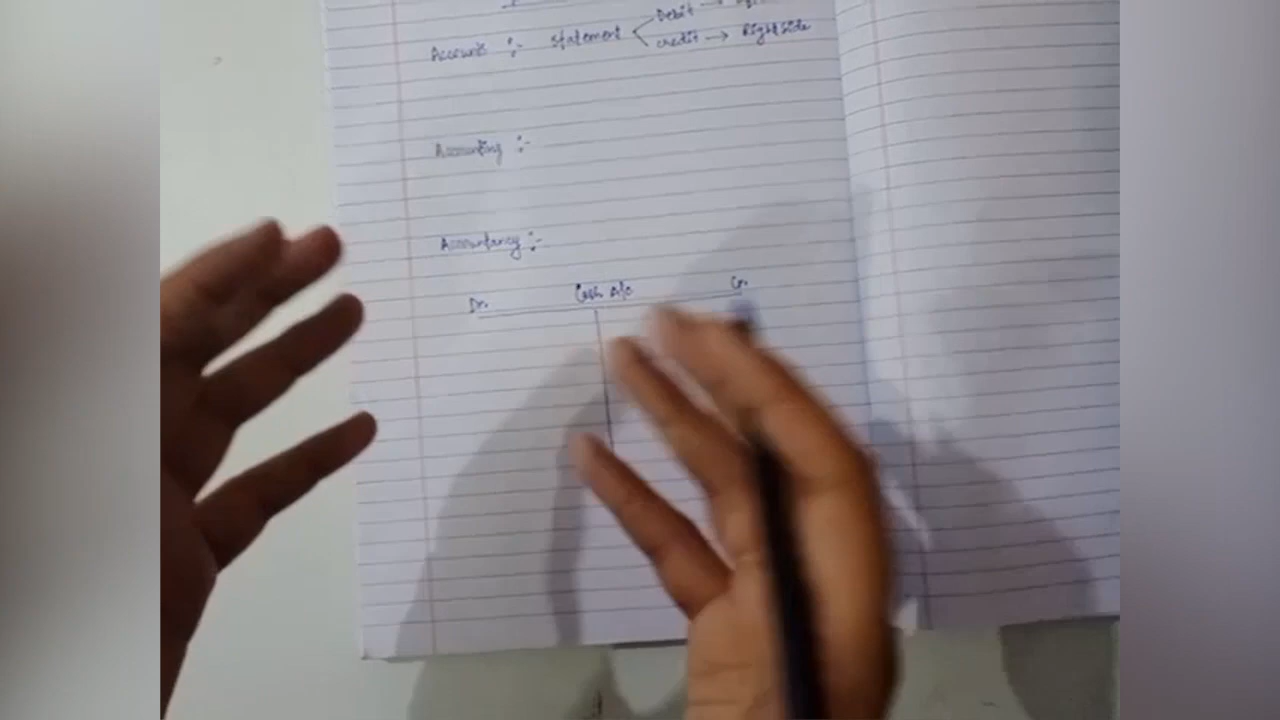 Debit →
Accounts :- Statement
credit → Right side
Accounting :-
Accountancy :-
Dr. Cash A/c Cr.